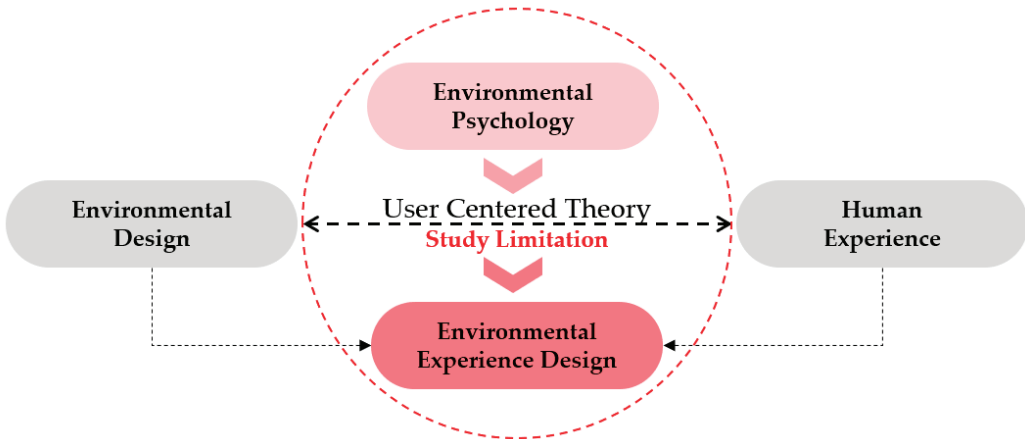 Environmental
Psychology
Environmental
Design
User Centered Theory
Study Limitation
Human
Experience
Environmental
Experience Design